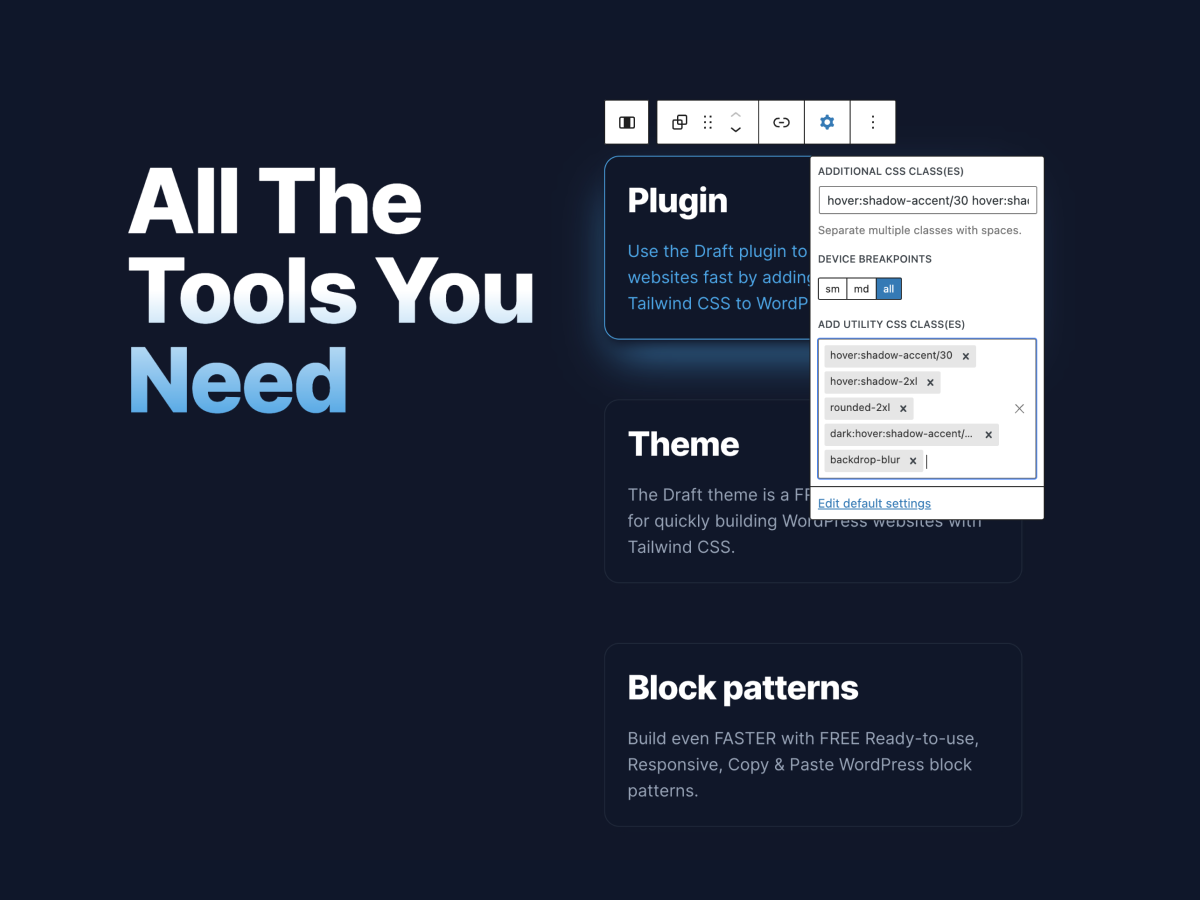 All The
Tools You
Need
Plugin
Use the Draft plugin to
websites fast by adding
Tailwind CSS to WordP
ADDITIONAL CSS CLASS(ES)
hover:shadow-accent/30 hover:sha
Separate multiple classes with spaces.
DEVICE BREAKPOINTS
sm md all
ADD UTILITY CSS CLASS(ES)
hover:shadow-accent/30
hover:shadow-2xl
rounded-2xl
dark:hover:shadow-accent/...
backdrop-blur
Edit default settings
Theme
The Draft theme is a FR
for quickly building WordPress websites with
Tailwind CSS.
Block patterns
Build even FASTER with FREE Ready-to-use,
Responsive, Copy & Paste WordPress block
patterns.